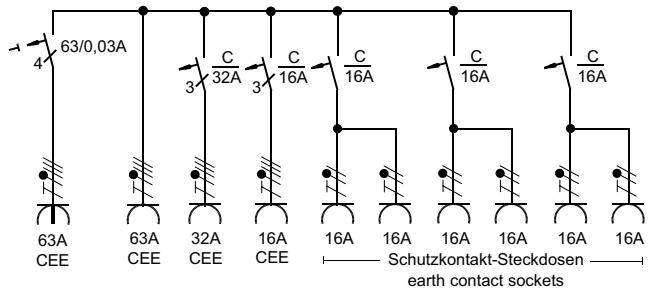 63/0,03A
4
C
32A
3
C
16A
3
C
16A
C
16A
C
16A
63A
CEE
63A
CEE
32A
CEE
16A
CEE
16A
16A
16A
16A
16A
16A
Schutzkontakt-Steckdosen
earth contact sockets